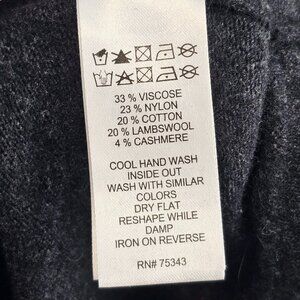 33 % VISCOSE
23 % NYLON
20 % COTTON
20 % LAMBSWOOL
4 % CASHMERE
COOL HAND WASH
INSIDE OUT
WASH WITH SIMILAR
COLORS
DRY FLAT
RESHAPE WHILE
DAMP
IRON ON REVERSE
RN# 75343